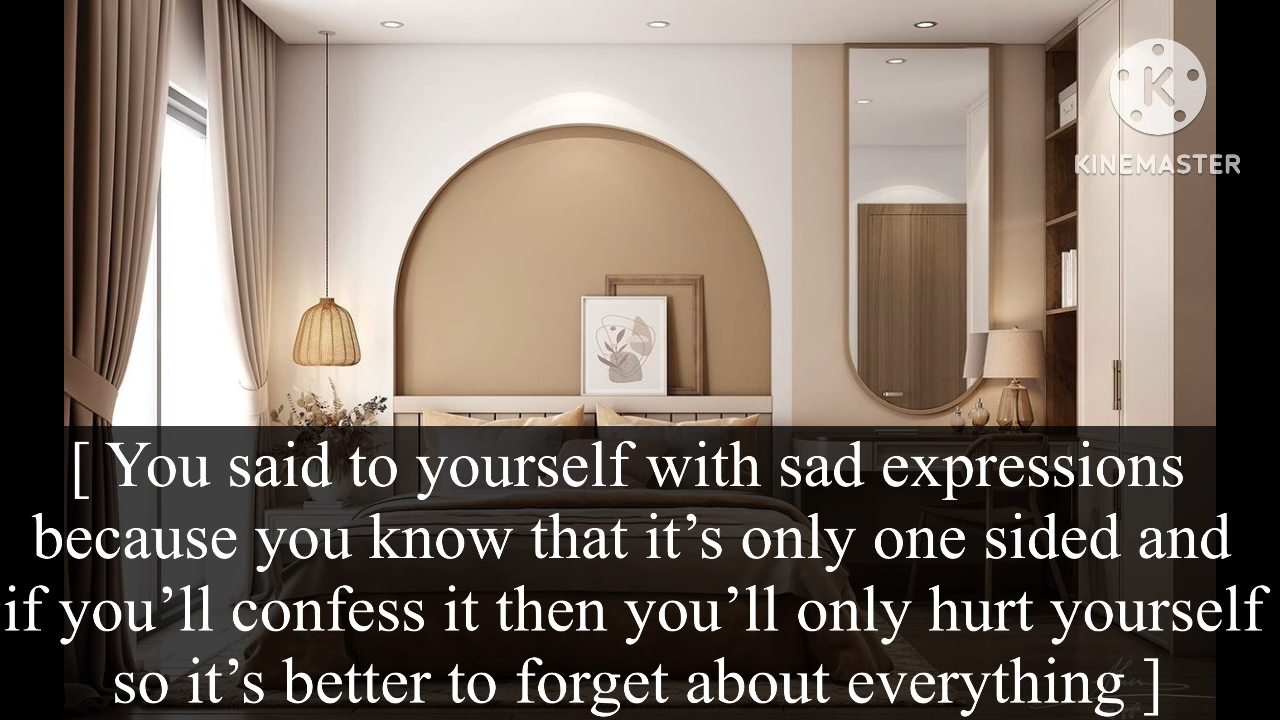 K
KINEMASTER
[ You said to yourself with sad expressions
because you know that it’s only one sided and
if you’ll confess it then you’ll only hurt yourself
so it’s better to forget about everything ]